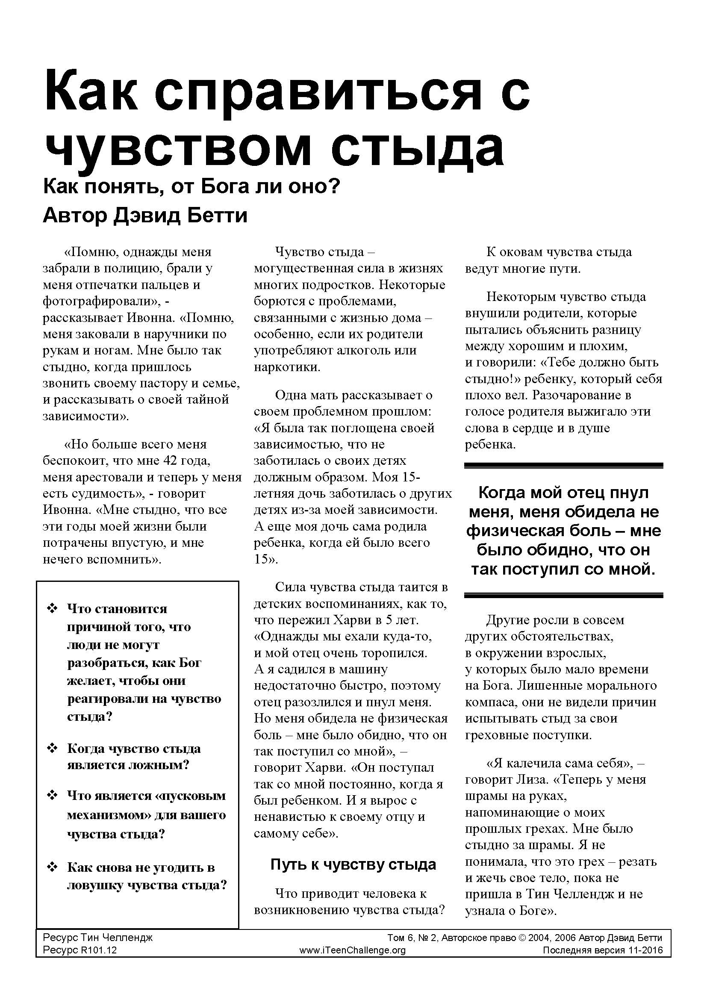 Как справиться с
чувством стыда
Как понять, от Бога ли оно?
Автор Дэвид Бетти
«Помню, однажды меня
забрали в полицию, брали у
меня отпечатки пальцев и
фотографировали», -
рассказывает Ивонна. «Помню,
меня заковали в наручники по
рукам и ногам. Мне было так
стыдно, когда пришлось
звонить своему пастору и семье,
и рассказывать о своей тайной
зависимости».
«Но больше всего меня
беспокоит, что мне 42 года,
меня арестовали и теперь у меня
есть судимость», - говорит
Ивонна. «Мне стыдно, что все
эти годы моей жизни были
потрачены впустую, и мне
нечего вспомнить».
❖ Что становится
причиной того, что
люди не могут
разобраться, как Бог
желает, чтобы они
реагировали на чувство
стыда?
❖ Когда чувство стыда
является ложным?
❖ Что является «пусковым
механизмом» для вашего
чувства стыда?
❖ Как снова не угодить в
ловушку чувства стыда?
Чувство стыда –
могущественная сила в жизнях
многих подростков. Некоторые
борются с проблемами,
связанными с жизнью дома –
особенно, если их родители
употребляют алкоголь или
наркотики.
Одна мать рассказывает о
своем проблемном прошлом:
«Я была так поглощена своей
зависимостью, что не
заботилась о своих детях
должным образом. Моя 15-
летняя дочь заботилась о других
детях из-за моей зависимости.
А еще моя дочь сама родила
ребенка, когда ей было всего
15».
Сила чувства стыда таится в
детских воспоминаниях, как то,
что пережил Харви в 5 лет.
«Однажды мы ехали куда-то,
и мой отец очень торопился.
А я садился в машину
недостаточно быстро, поэтому
отец разозлился и пнул меня.
Но меня обидела не физическая
боль – мне было обидно, что он
так поступил со мной», –
говорит Харви. «Он поступал
так со мной постоянно, когда я
был ребенком. И я вырос с
ненавистью к своему отцу и
самому себе».
Путь к чувству стыда
Что приводит человека к
возникновению чувства стыда?
К оковам чувства стыда
ведут многие пути.
Некоторым чувство стыда
внушили родители, которые
пытались объяснить разницу
между хорошим и плохим,
и говорили: «Тебе должно быть
стыдно!» ребенку, который себя
плохо вел. Разочарование в
голосе родителя выжигало эти
слова в сердце и в душе
ребенка.
Когда мой отец пнул
меня, меня обидела не
физическая боль – мне
было обидно, что он
так поступил со мной.
Другие росли в совсем
других обстоятельствах,
в окружении взрослых,
у которых было мало времени
на Бога. Лишенные морального
компаса, они не видели причин
испытывать стыд за свои
греховные поступки.
«Я калечила сама себя», –
говорит Лиза. «Теперь у меня
шрамы на руках,
напоминающие о моих
прошлых грехах. Мне было
стыдно за шрамы. Я не
понимала, что это грех – резать
и жечь свое тело, пока не
пришла в Тин Челлендж и не
узнала о Боге».
Ресурс Тин Челлендж Том 6, № 2, Авторское право © 2004, 2006 Автор Дэвид Бетти
Ресурс R101.12 www.iTeenChallenge.org Последняя версия 11-2016